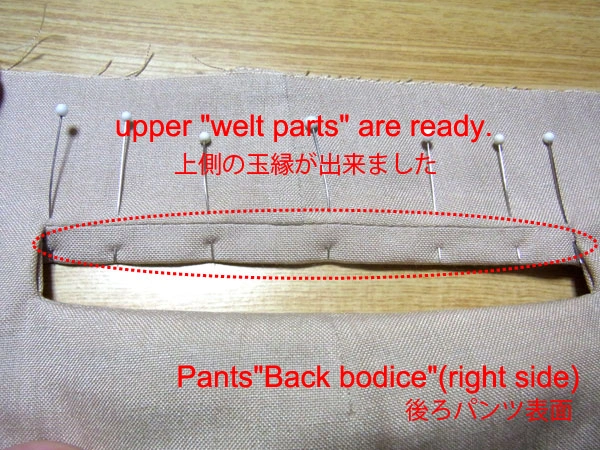 upper "welt parts" are ready.
上側の玉縁が出来ました
Pants"Back bodice"(right side)
後ろパンツ表面